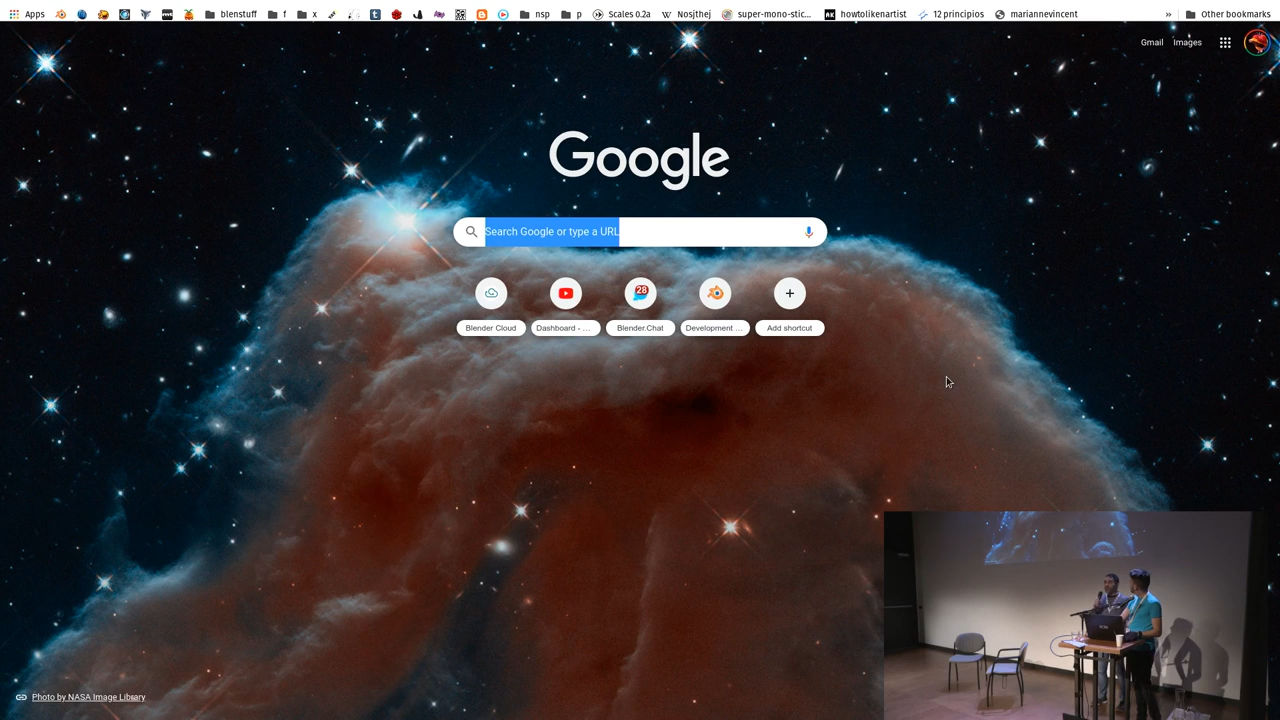 Apps blenstuff f x nsp p Scales 0.2a Nosjthej super-mono-stic... howtolikenartist 12 principios mariannevincent » Other bookmarks
Gmail Images
Google
Search Google or type a URL
28
Blender Cloud Dashboard - ... Blender.Chat Development ... Add shortcut
Photo by NASA Image Library